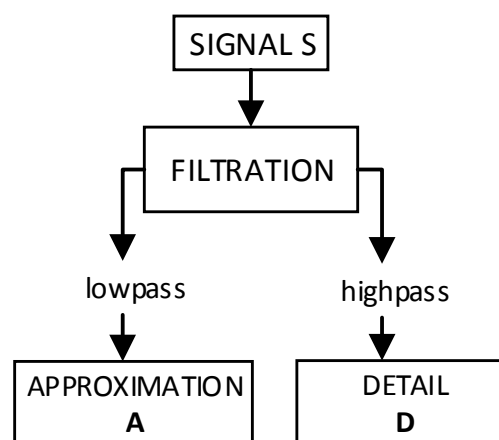 SIGNAL S
FILTRATION
lowpass
highpass
APPROXIMATION
A
DETAIL
D